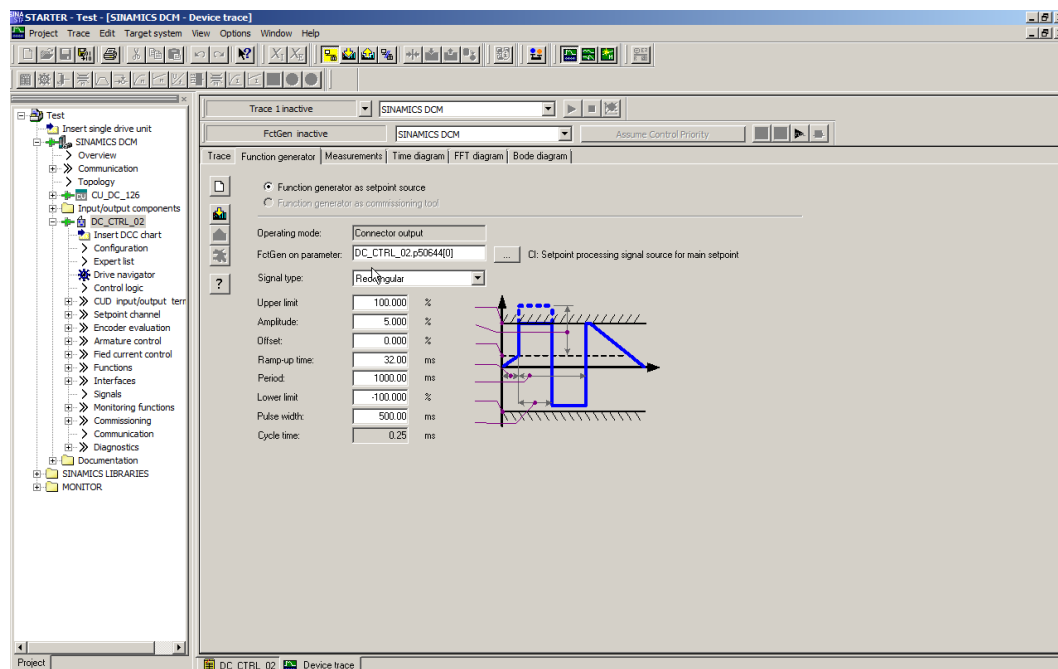 STARTER - Test - [SINAMICS DCM - Device trace]
Project Trace Edit Target system View Options Window Help
Trace 1 inactive SINAMICS DCM
FctGen inactive SINAMICS DCM Assume Control Priority
Trace Function generator Measurements Time diagram FFT diagram Bode diagram
Test
Insert single drive unit
SINAMICS DCM
Overview
Communication
Topology
CU_DC_126
Input/output components
DC_CTRL_02
Insert DCC chart
Configuration
Expert list
Drive navigator
Control logic
CUD input/output terr
Setpoint channel
Encoder evaluation
Armature control
Fied current control
Functions
Interfaces
Signals
Monitoring functions
Commissioning
Communication
Diagnostics
Documentation
SINAMICS LIBRARIES
MONITOR
Project
Function generator as setpoint source
Function generator as commissioning tool
Operating mode: Connector output
FctGen on parameter: DC_CTRL_02.p50644[0] ... CI: Setpoint processing signal source for main setpoint
Signal type: Rectangular
Upper limit 100.000 %
Amplitude: 5.000 %
Offset: 0.000 %
Ramp-up time: 32.00 ms
Period: 1000.00 ms
Lower limit -100.000 %
Pulse width: 500.00 ms
Cycle time: 0.25 ms
?
DC_CTRL_02 Device trace